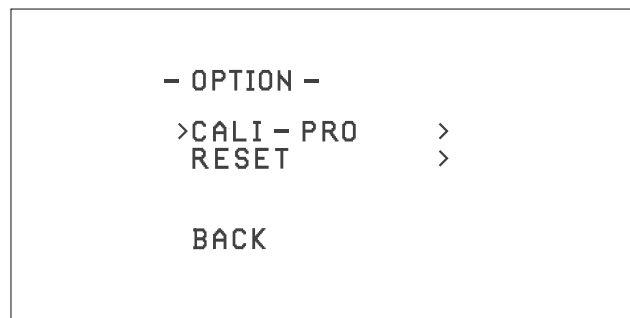 - OPTION -
>CALI - PRO >
RESET >
BACK